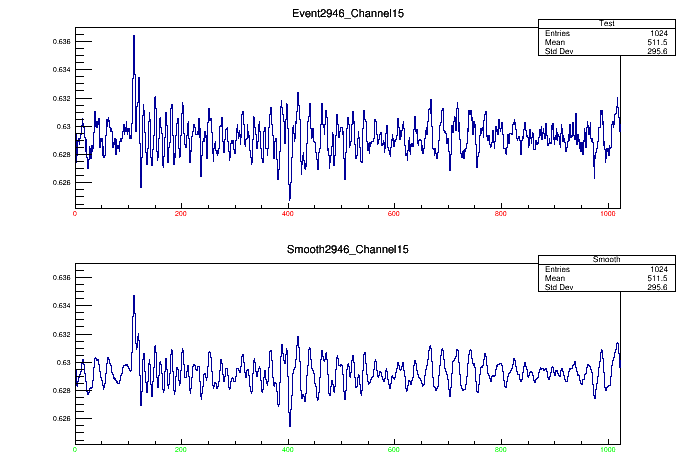 Event2946_Channel15
Test
Entries 1024
Mean 511.5
Std Dev 295.6
0.636
0.634
0.632
0.63
0.628
0.626
0 200 400 600 800 1000
Smooth2946_Channel15
Smooth
Entries 1024
Mean 511.5
Std Dev 295.6
0.636
0.634
0.632
0.63
0.628
0.626
0 200 400 600 800 1000